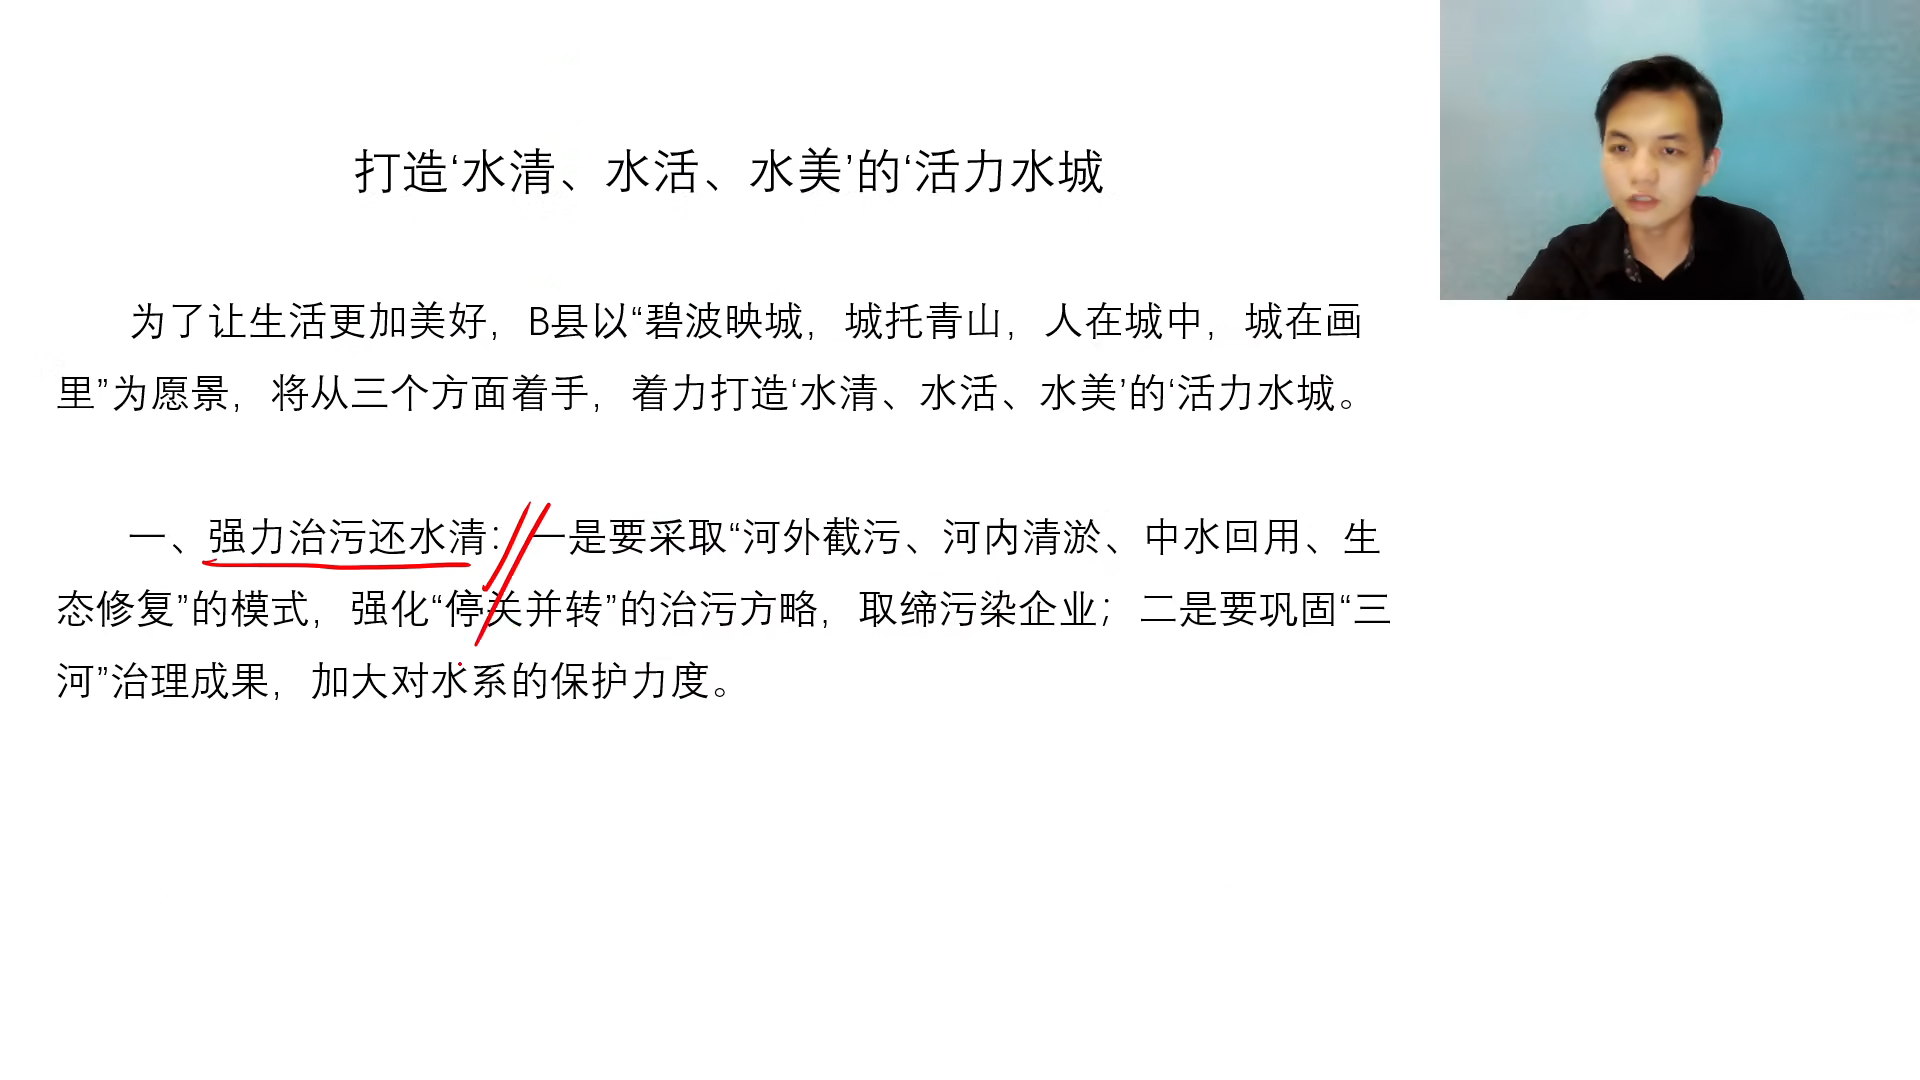 打造‘水清、水活、水美’的‘活力水城
为了让生活更加美好，B县以“碧波映城，城托青山，人在城中，城在画
里”为愿景，将从三个方面着手，着力打造‘水清、水活、水美’的‘活力水城。
一、强力治污还水清：一是要采取“河外截污、河内清淤、中水回用、生
态修复”的模式，强化“停关并转”的治污方略，取缔污染企业；二是要巩固“三
河”治理成果，加大对水系的保护力度。